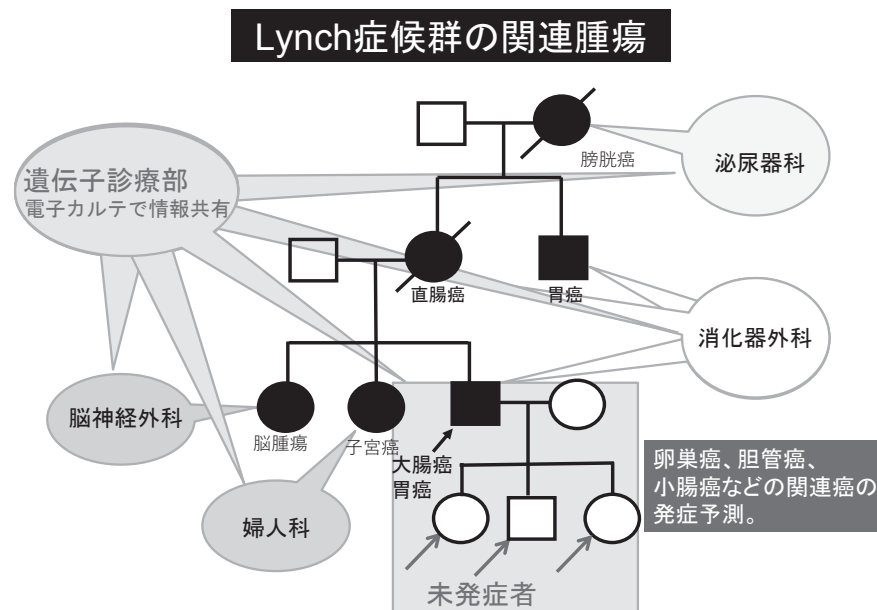 Lynch症候群の関連腫瘍
膀胱癌
泌尿器科
遺伝子診療部
電子カルテで情報共有
直腸癌
胃癌
消化器外科
脳神経外科
脳腫瘍
子宮癌
大腸癌
胃癌
卵巣癌、胆管癌、
小腸癌などの関連癌の
発症予測。
婦人科
未発症者